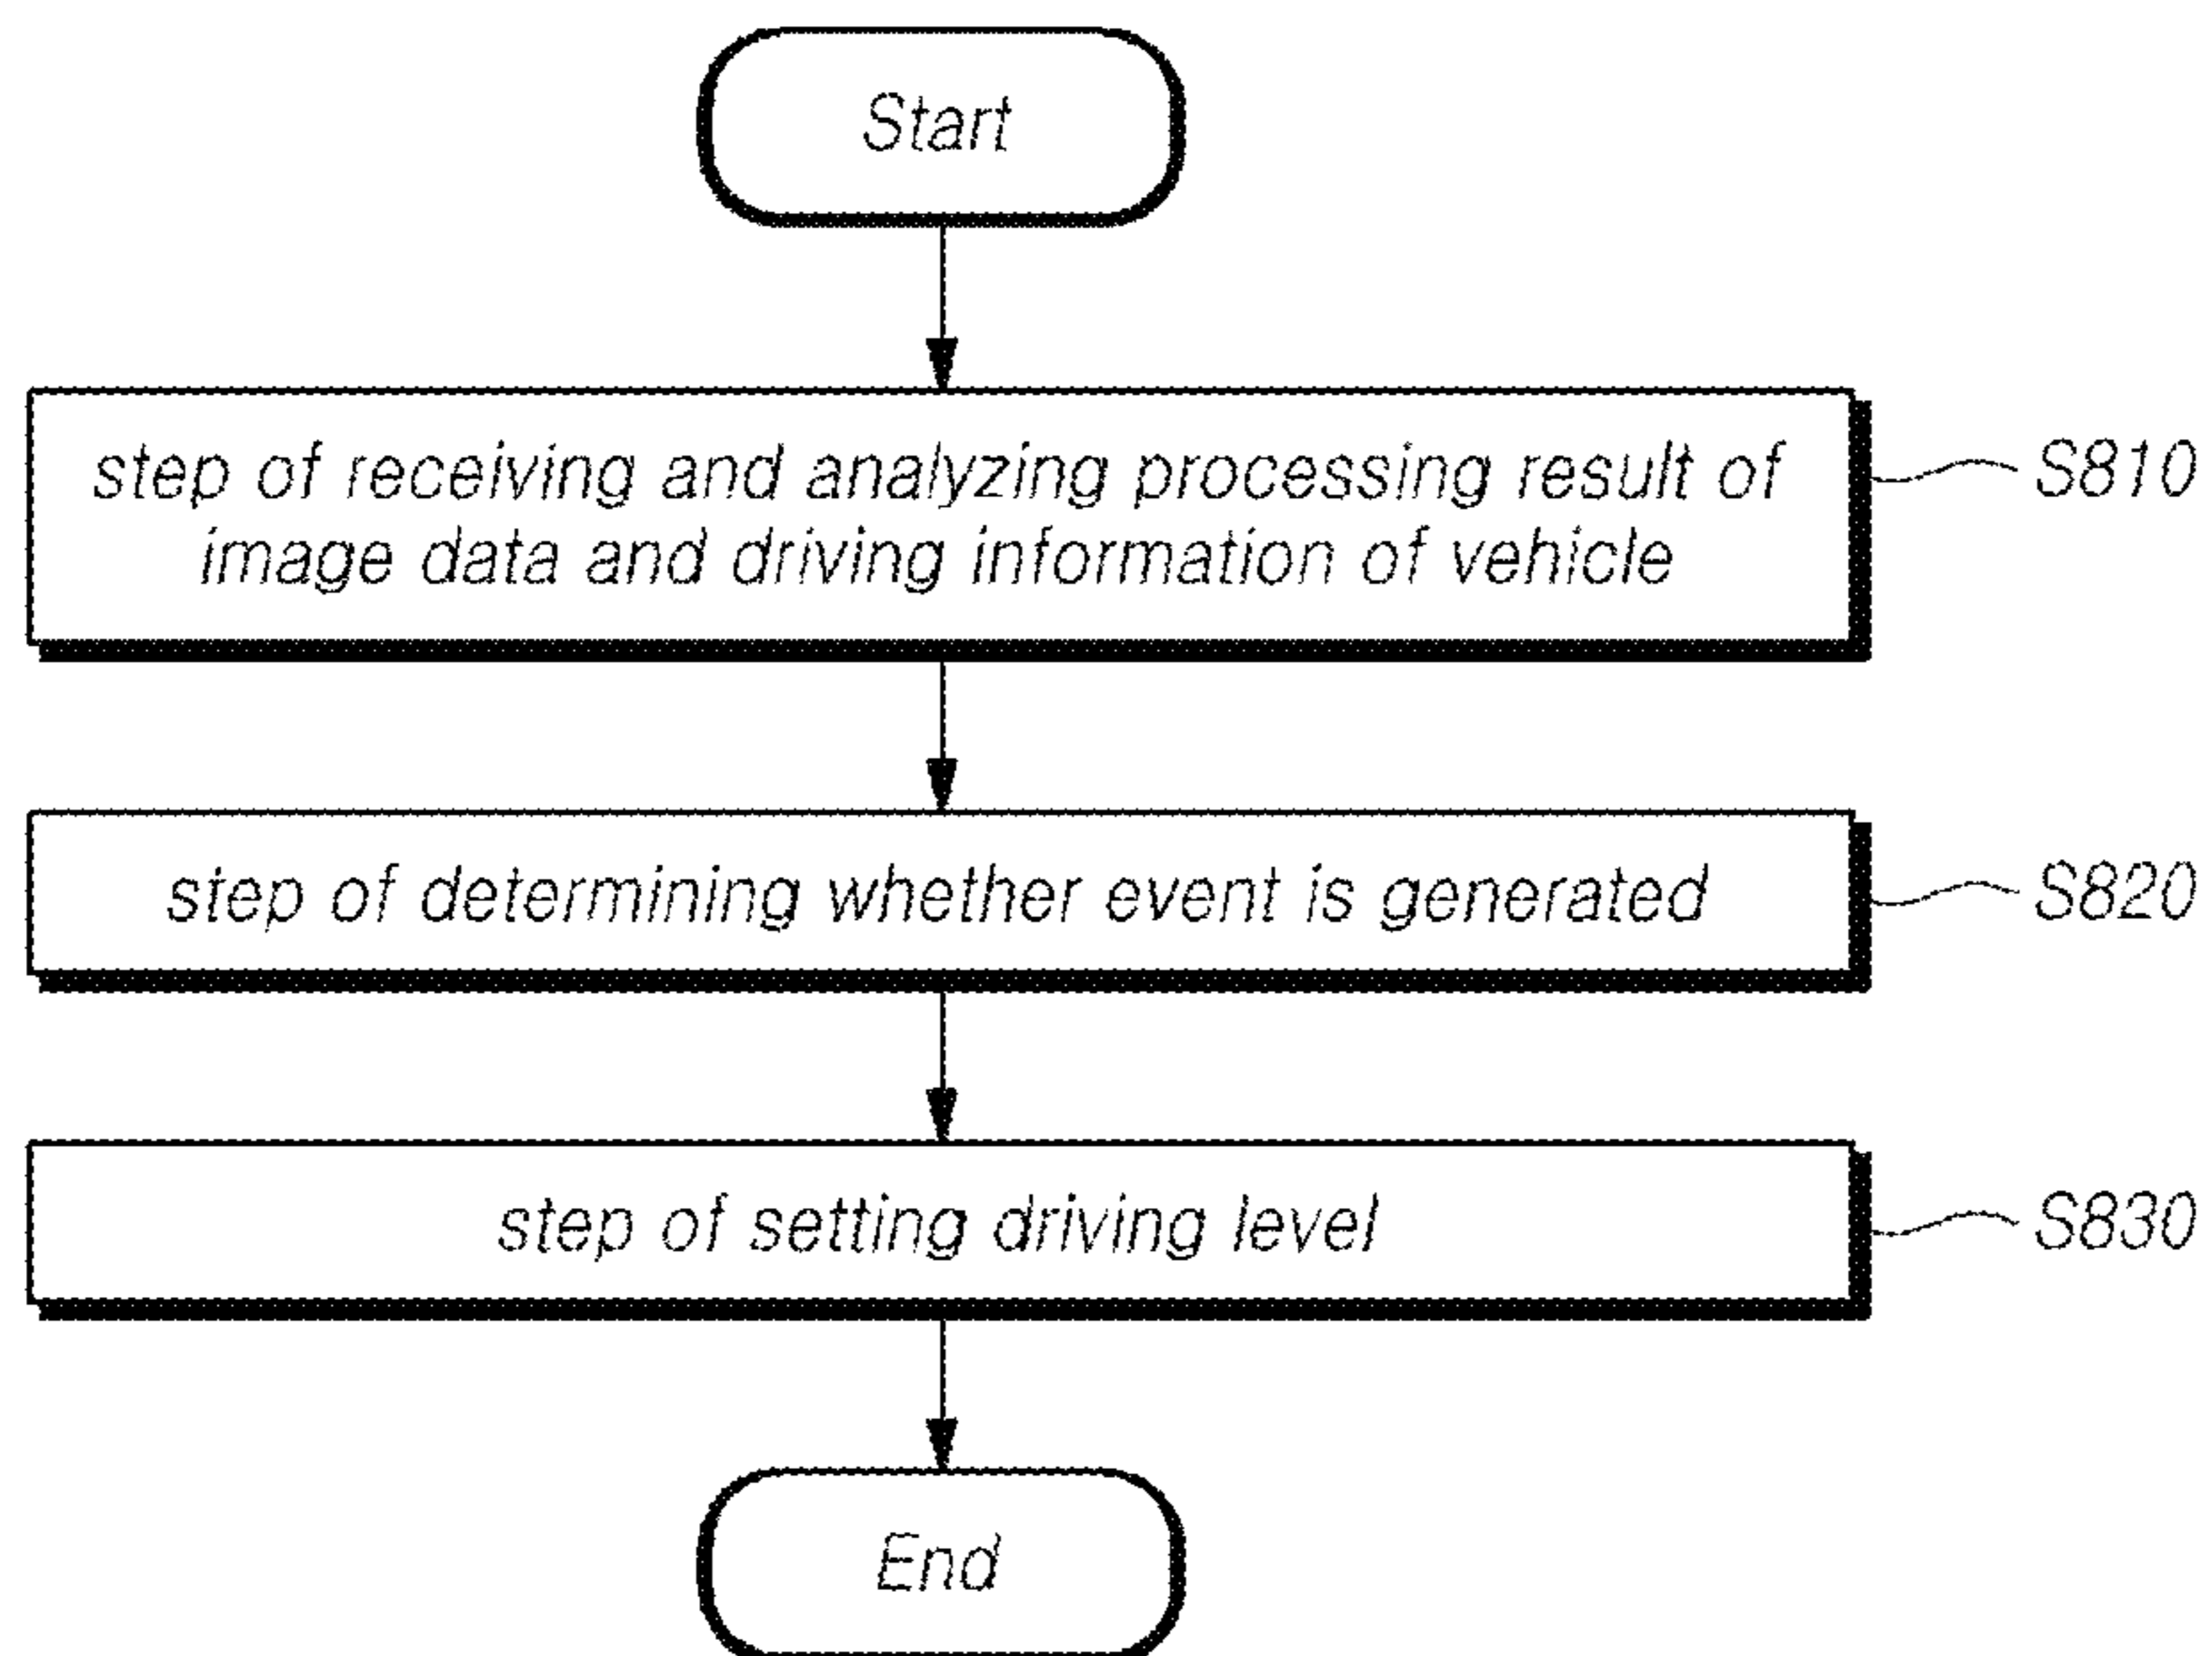 Start
step of receiving and analyzing processing result of
image data and driving information of vehicle
S810
step of determining whether event is generated
S820
step of setting driving level
S830
End